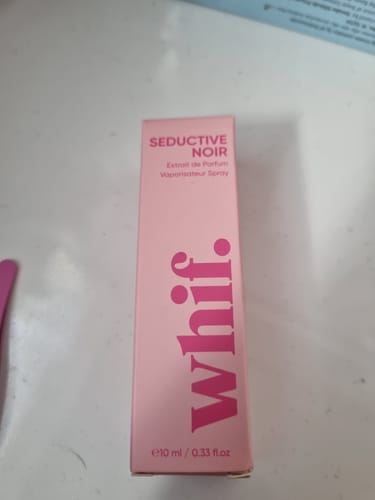 SEDUCTIVE
NOIR
Extrait de Parfum
Vaporisateur Spray
whif.
℮10 ml / 0.33 fl.oz